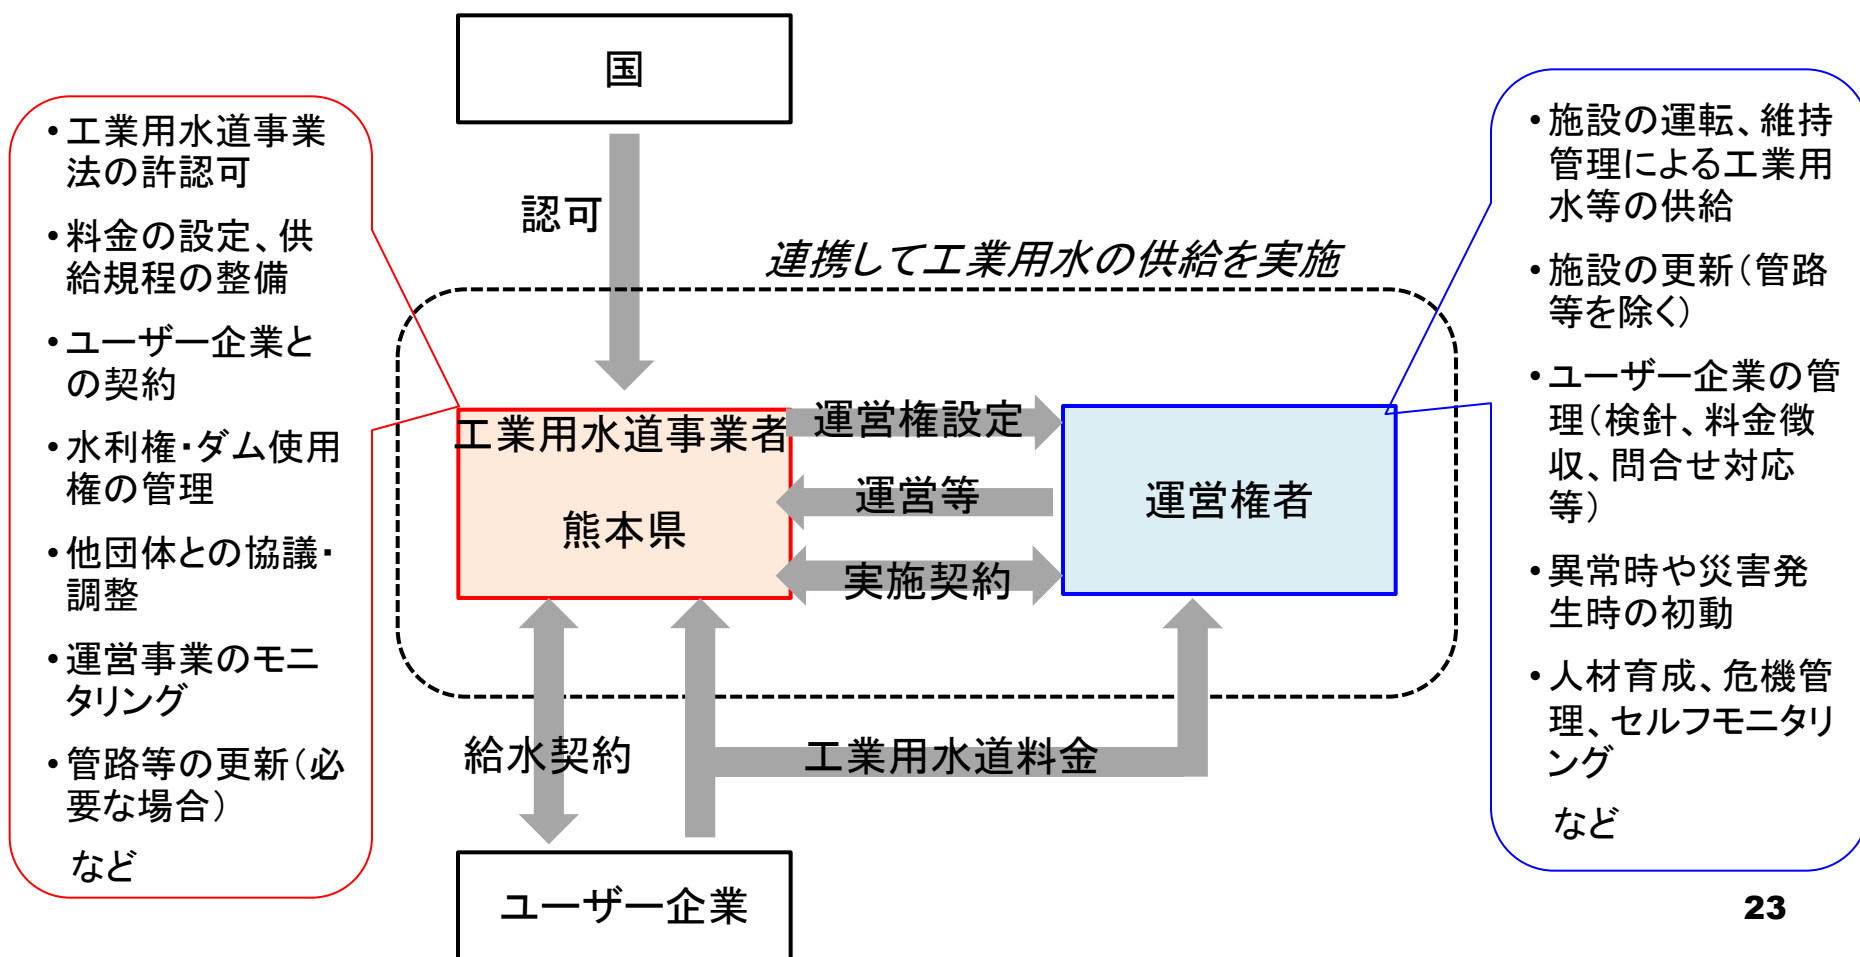 国
・工業用水道事業
法の許認可
・料金の設定、供
給規程の整備
・ユーザー企業と
の契約
・水利権・ダム使用
権の管理
・他団体との協議・
調整
・運営事業のモニ
タリング
・管路等の更新（必
要な場合）
など
認可
連携して工業用水の供給を実施
工業用水道事業者
熊本県
運営権設定
運営等
実施契約
運営権者
給水契約
工業用水道料金
ユーザー企業
・施設の運転、維持
管理による工業用
水等の供給
・施設の更新（管路
等を除く）
・ユーザー企業の管
理（検針、料金徴
収、問合せ対応
等）
・異常時や災害発
生時の初動
・人材育成、危機管
理、セルフモニタリ
ング
など
23